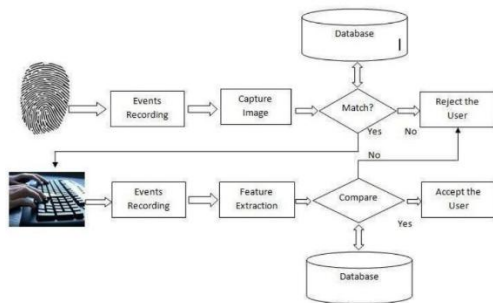 Database
Events
Recording
Capture
Image
Match?
Reject the
User
Yes
No
No
Events
Recording
Feature
Extraction
Compare
Accept the
User
Yes
Database